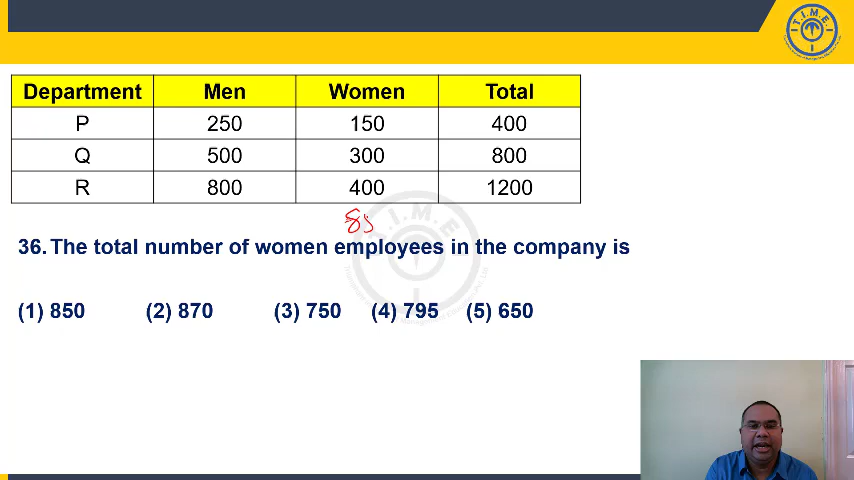 T.I.M.E.
Department Men Women Total
P 250 150 400
Q 500 300 800
R 800 400 1200
T.I.M.E
36. The total number of women employees in the company is
(1) 850 (2) 870 (3) 750 (4) 795 (5) 650